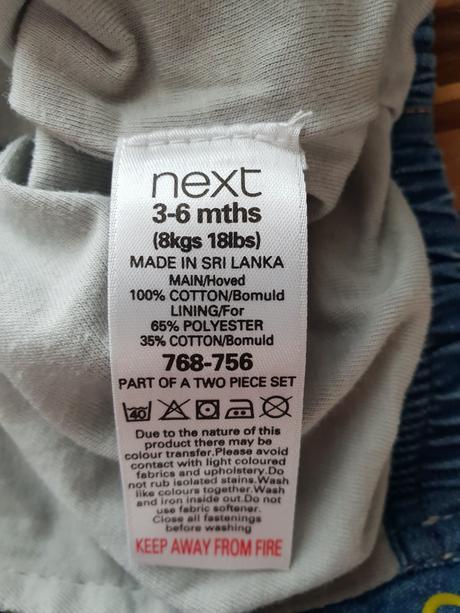 next
3-6 mths
(8kgs 18lbs)
MADE IN SRI LANKA
MAIN/Hoved
100% COTTON/Bomuld
LINING/For
65% POLYESTER
35% COTTON/Bomuld
768-756
PART OF A TWO PIECE SET
40
Due to the nature of this
product there may be
colour transfer.Please avoid
contact with light coloured
fabrics and upholstery.Do
not rub isolated stains.Wash
like colours together.Wash
and iron inside out.Do not
use fabric softener.
Close all fastenings
before washing
KEEP AWAY FROM FIRE